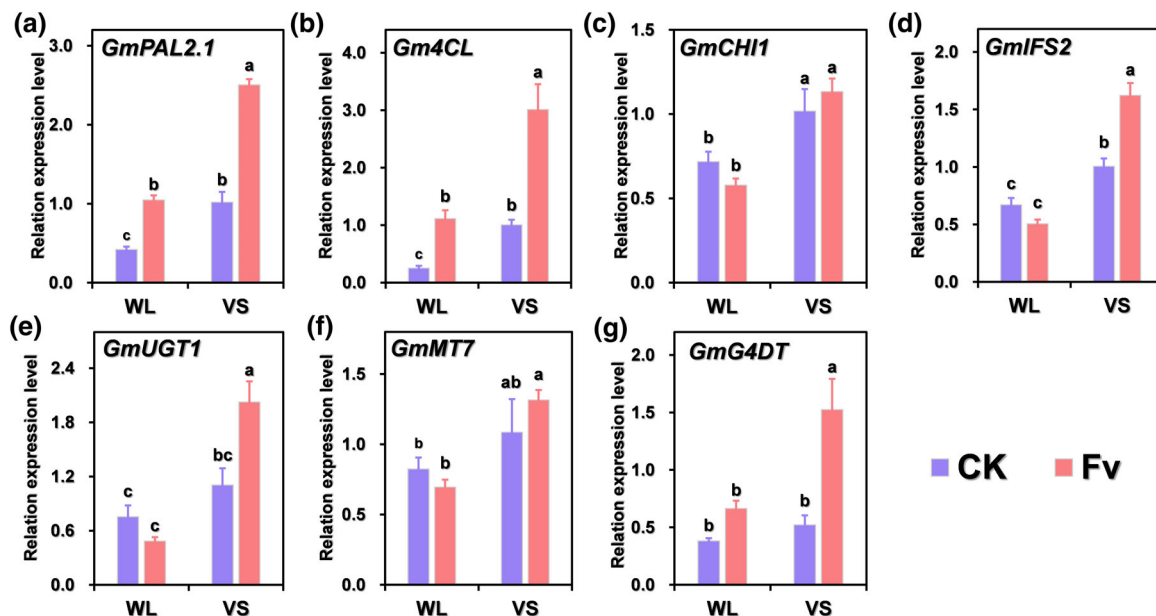 (a)
GmPAL2.1
Relation expression level
3.0
2.0
1.0
0.0
c
b
b
a
WL
VS
(b)
Gm4CL
Relation expression level
4.0
3.0
2.0
1.0
0.0
c
b
b
a
WL
VS
(c)
GmCHI1
Relation expression level
1.5
1.0
0.5
0.0
b
b
a
a
WL
VS
(d)
GmIFS2
Relation expression level
2.0
1.5
1.0
0.5
0.0
c
c
b
a
WL
VS
(e)
GmUGT1
Relation expression level
2.4
1.8
1.2
0.6
0.0
c
c
bc
a
WL
VS
(f)
GmMT7
Relation expression level
1.5
1.0
0.5
0.0
b
b
ab
a
WL
VS
(g)
GmG4DT
Relation expression level
2.0
1.5
1.0
0.5
0.0
b
b
b
a
WL
VS
CK
Fv